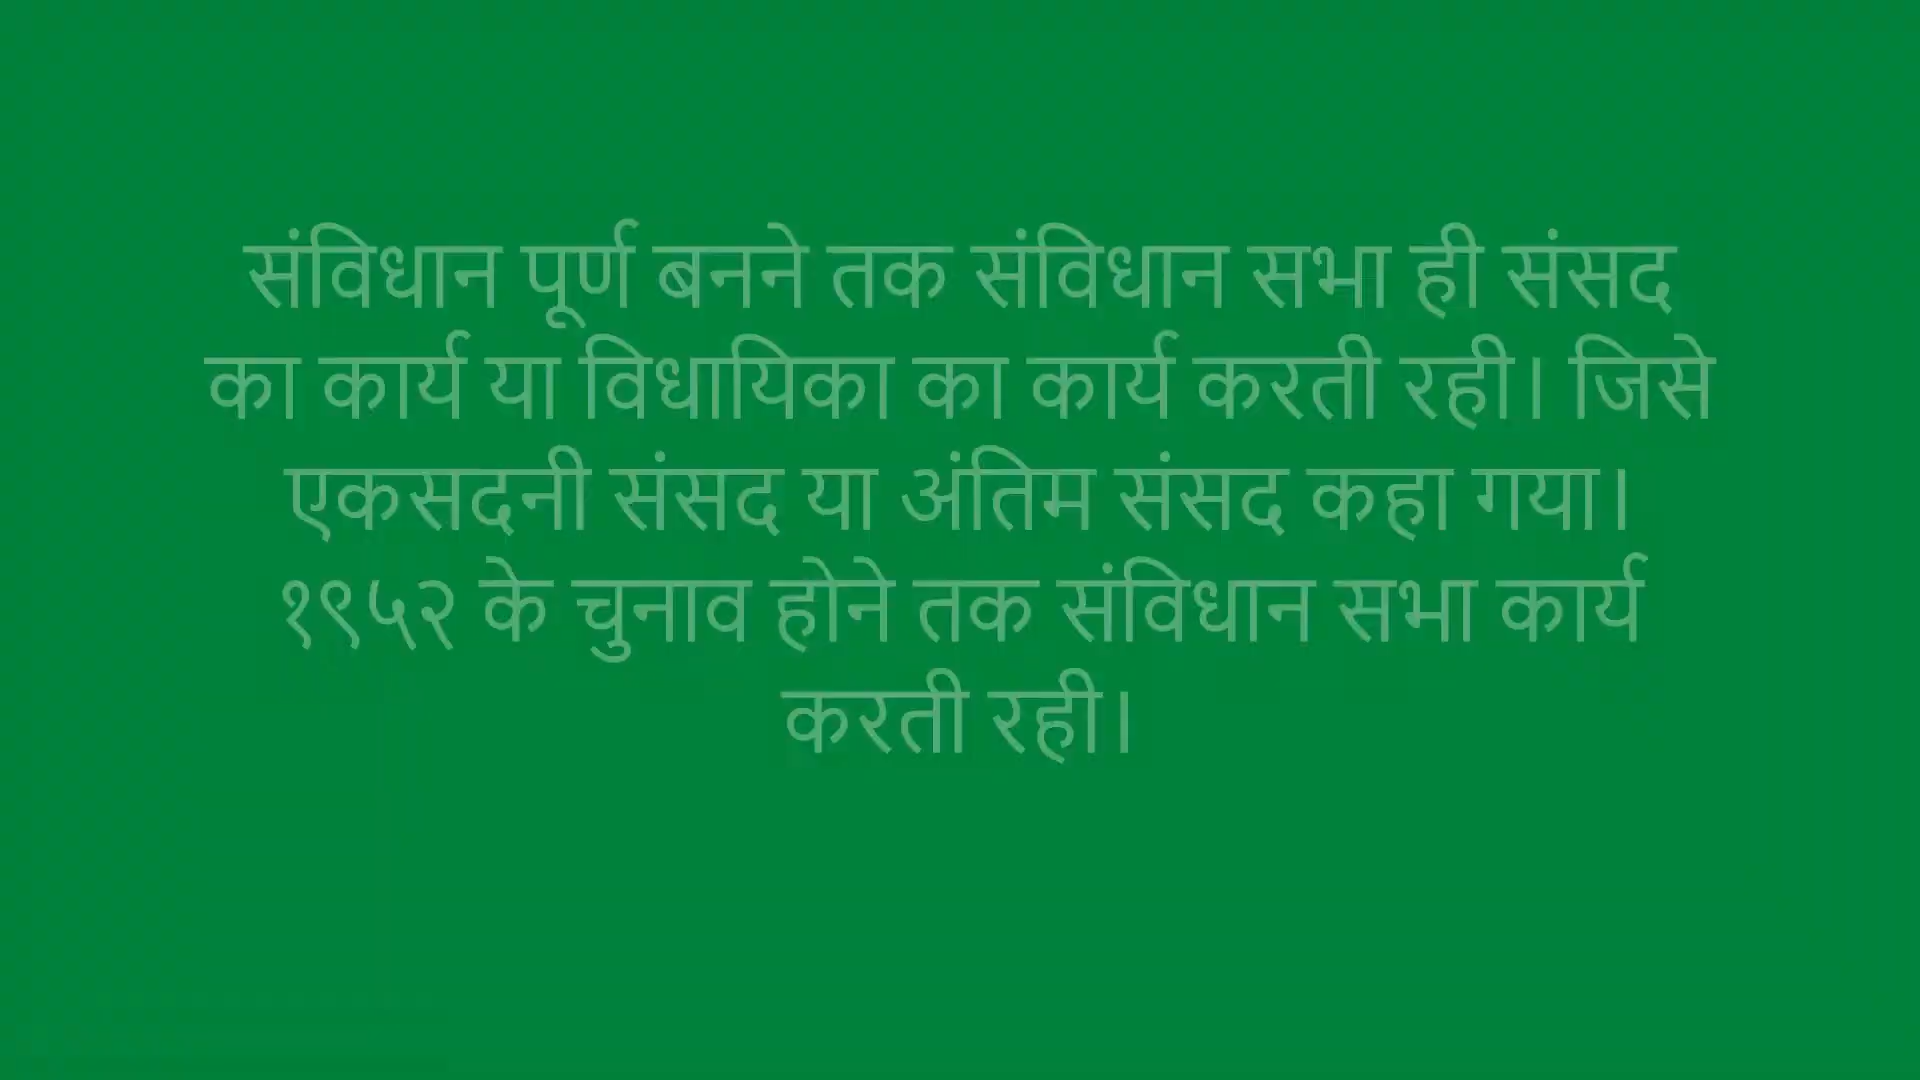 संविधान पूर्ण बनने तक संविधान सभा ही संसद
का कार्य या विधायिका का कार्य करती रही। जिसे
एकसदनी संसद या अंतिम संसद कहा गया।
१९५२ के चुनाव होने तक संविधान सभा कार्य
करती रही।